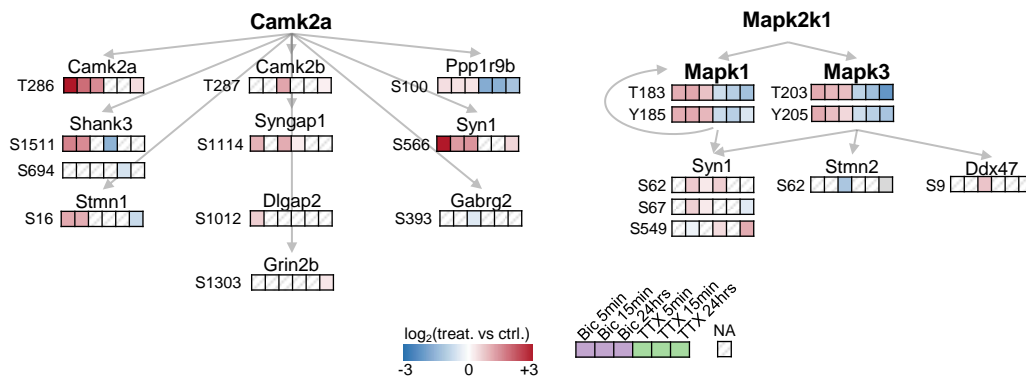 Camk2a
Mapk2k1
Camk2a
Camk2b
Ppp1r9b
Mapk1
Mapk3
T286
T287
S100
T183
T203
Y185
Y205
Shank3
Syngap1
Syn1
S1511
S1114
S566
S694
Syn1
Stmn2
Ddx47
S62
S62
S9
Stmn1
Dlgap2
Gabrg2
S16
S1012
S393
S67
S549
Grin2b
S1303
Bic 5min
Bic 15min
Bic 24hrs
TTX 5min
TTX 15min
TTX 24hrs
NA
log₂(treat. vs ctrl.)
-3 0 +3